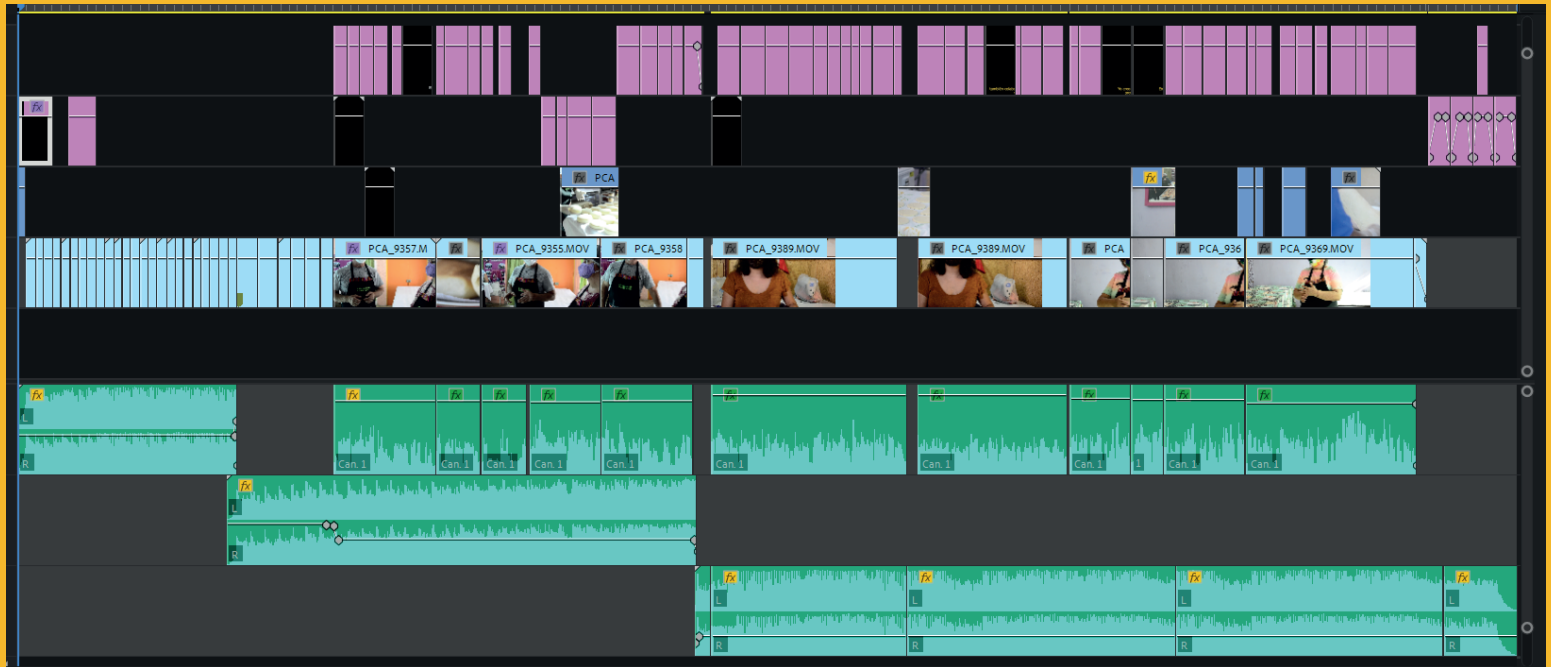 fx
fx PCA
fx
fx
fx PCA_9357.M
fx
fx PCA_9355.MOV
fx PCA_9358
fx PCA_9389.MOV
fx PCA_9389.MOV
fx PCA
fx PCA_936
fx PCA_9369.MOV
fx
L
R
fx
Can. 1
fx
Can. 1
fx
Can. 1
fx
Can. 1
fx
Can. 1
fx
Can. 1
fx
Can. 1
fx
Can. 1
1
fx
Can. 1
fx
Can. 1
fx
L
R
fx
L
R
fx
L
R
fx
L
R
fx
L
R